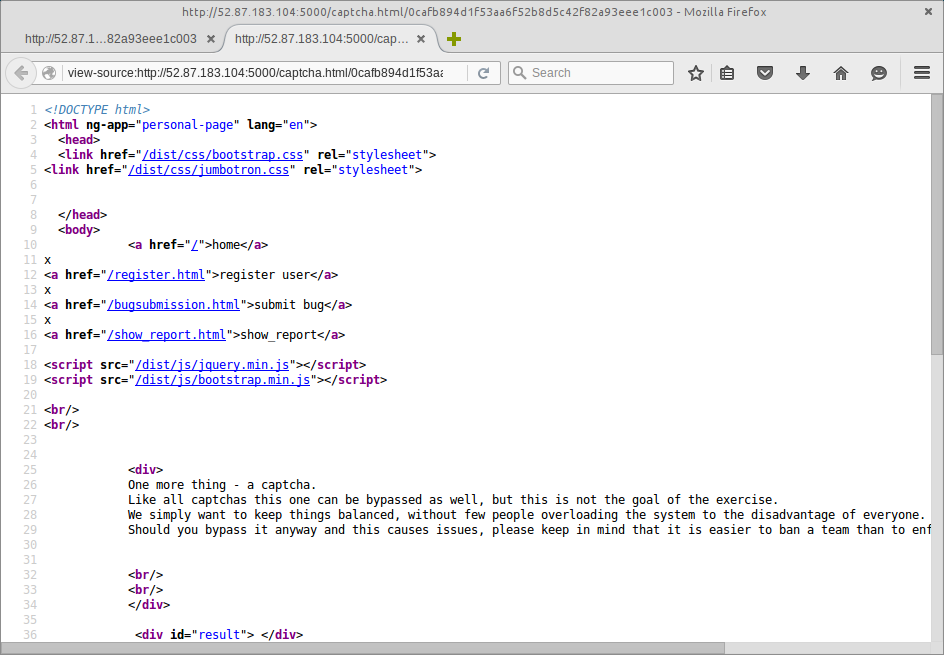 http://52.87.183.104:5000/captcha.html/0cafb894d1f53aa6f52b8d5c42f82a93eee1c003 - Mozilla FireFox
http://52.87.1...82a93eee1c003 http://52.87.183.104:5000/cap...
view-source:http://52.87.183.104:5000/captcha.html/0cafb894d1f53aa Search
1 <!DOCTYPE html>
2 <html ng-app="personal-page" lang="en">
3 <head>
4 <link href="/dist/css/bootstrap.css" rel="stylesheet">
5 <link href="/dist/css/jumbotron.css" rel="stylesheet">
6
7
8 </head>
9 <body>
10 <a href="/">home</a>
11 x
12 <a href="/register.html">register user</a>
13 x
14 <a href="/bugsubmission.html">submit bug</a>
15 x
16 <a href="/show_report.html">show_report</a>
17
18 <script src="/dist/js/jquery.min.js"></script>
19 <script src="/dist/js/bootstrap.min.js"></script>
20
21 <br/>
22 <br/>
23
24
25 <div>
26 One more thing - a captcha.
27 Like all captchas this one can be bypassed as well, but this is not the goal of the exercise.
28 We simply want to keep things balanced, without few people overloading the system to the disadvantage of everyone.
29 Should you bypass it anyway and this causes issues, please keep in mind that it is easier to ban a team than to enf
30
31
32 <br/>
33 <br/>
34 </div>
35
36 <div id="result"> </div>